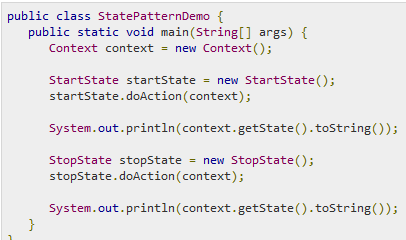 public class StatePatternDemo {
   public static void main(String[] args) {
      Context context = new Context();

      StartState startState = new StartState();
      startState.doAction(context);

      System.out.println(context.getState().toString());

      StopState stopState = new StopState();
      stopState.doAction(context);

      System.out.println(context.getState().toString());
   }
}